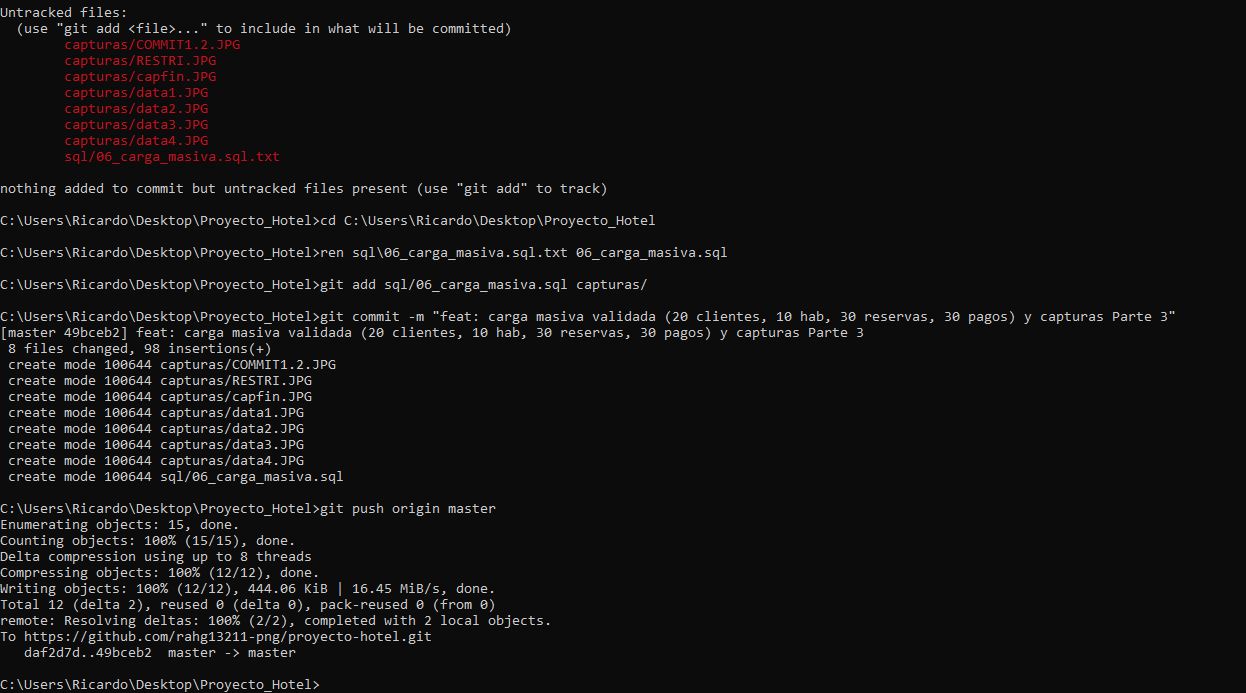 Untracked files:
  (use "git add <file>..." to include in what will be committed)
        capturas/COMMIT1.2.JPG
        capturas/RESTRI.JPG
        capturas/capfin.JPG
        capturas/data1.JPG
        capturas/data2.JPG
        capturas/data3.JPG
        capturas/data4.JPG
        sql/06_carga_masiva.sql.txt
nothing added to commit but untracked files present (use "git add" to track)
C:\Users\Ricardo\Desktop\Proyecto_Hotel>cd C:\Users\Ricardo\Desktop\Proyecto_Hotel
C:\Users\Ricardo\Desktop\Proyecto_Hotel>ren sql\06_carga_masiva.sql.txt 06_carga_masiva.sql
C:\Users\Ricardo\Desktop\Proyecto_Hotel>git add sql/06_carga_masiva.sql capturas/
C:\Users\Ricardo\Desktop\Proyecto_Hotel>git commit -m "feat: carga masiva validada (20 clientes, 10 hab, 30 reservas, 30 pagos) y capturas Parte 3"
[master 49bceb2] feat: carga masiva validada (20 clientes, 10 hab, 30 reservas, 30 pagos) y capturas Parte 3
 8 files changed, 98 insertions(+)
 create mode 100644 capturas/COMMIT1.2.JPG
 create mode 100644 capturas/RESTRI.JPG
 create mode 100644 capturas/capfin.JPG
 create mode 100644 capturas/data1.JPG
 create mode 100644 capturas/data2.JPG
 create mode 100644 capturas/data3.JPG
 create mode 100644 capturas/data4.JPG
 create mode 100644 sql/06_carga_masiva.sql
C:\Users\Ricardo\Desktop\Proyecto_Hotel>git push origin master
Enumerating objects: 15, done.
Counting objects: 100% (15/15), done.
Delta compression using up to 8 threads
Compressing objects: 100% (12/12), done.
Writing objects: 100% (12/12), 444.06 KiB | 16.45 MiB/s, done.
Total 12 (delta 2), reused 0 (delta 0), pack-reused 0 (from 0)
remote: Resolving deltas: 100% (2/2), completed with 2 local objects.
To https://github.com/rahg13211-png/proyecto-hotel.git
   daf2d7d..49bceb2  master -> master
C:\Users\Ricardo\Desktop\Proyecto_Hotel>